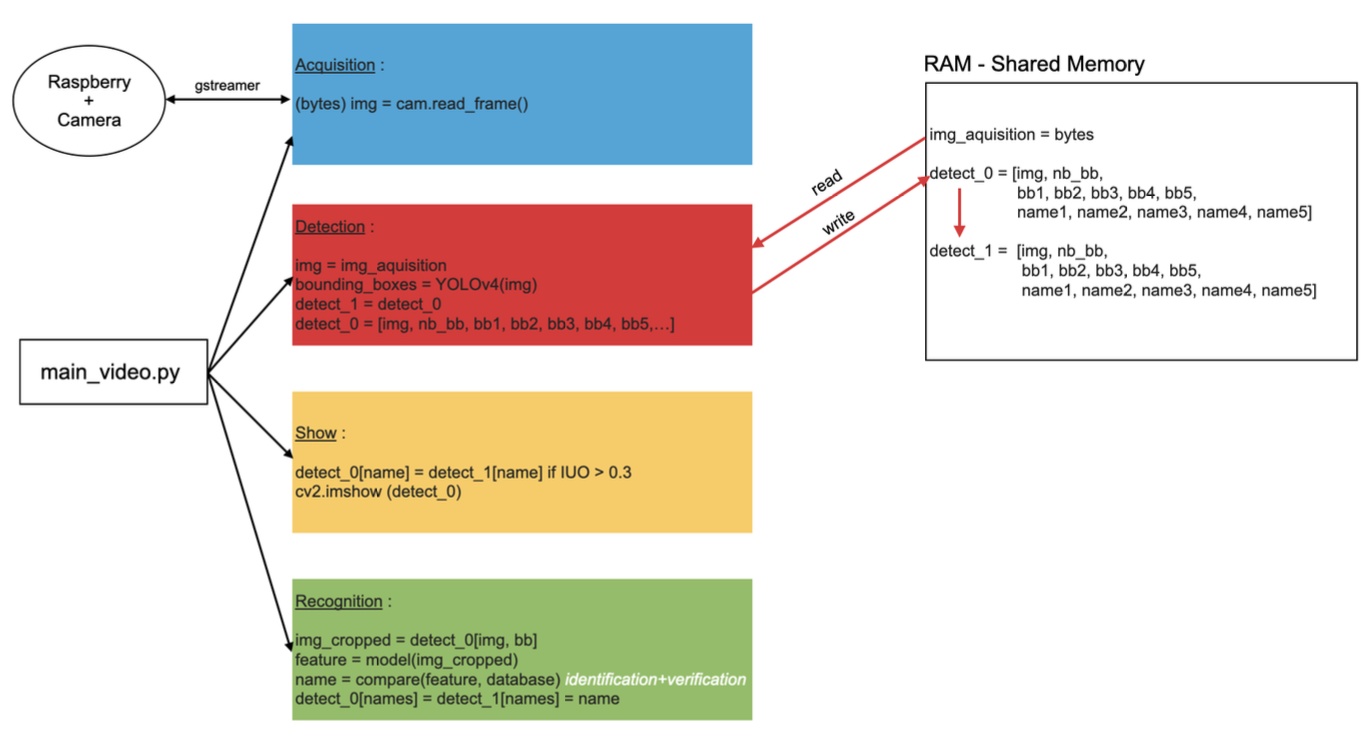 Raspberry
+
Camera
gstreamer
main_video.py
Acquisition :
(bytes) img = cam.read_frame()
Detection :
img = img_aquisition
bounding_boxes = YOLOv4(img)
detect_1 = detect_0
detect_0 = [img, nb_bb, bb1, bb2, bb3, bb4, bb5,...]
Show :
detect_0[name] = detect_1[name] if IUO > 0.3
cv2.imshow (detect_0)
Recognition :
img_cropped = detect_0[img, bb]
feature = model(img_cropped)
name = compare(feature, database) identification+verification
detect_0[names] = detect_1[names] = name
read
write
RAM - Shared Memory
img_aquisition = bytes
detect_0 = [img, nb_bb,
bb1, bb2, bb3, bb4, bb5,
name1, name2, name3, name4, name5]
detect_1 = [img, nb_bb,
bb1, bb2, bb3, bb4, bb5,
name1, name2, name3, name4, name5]